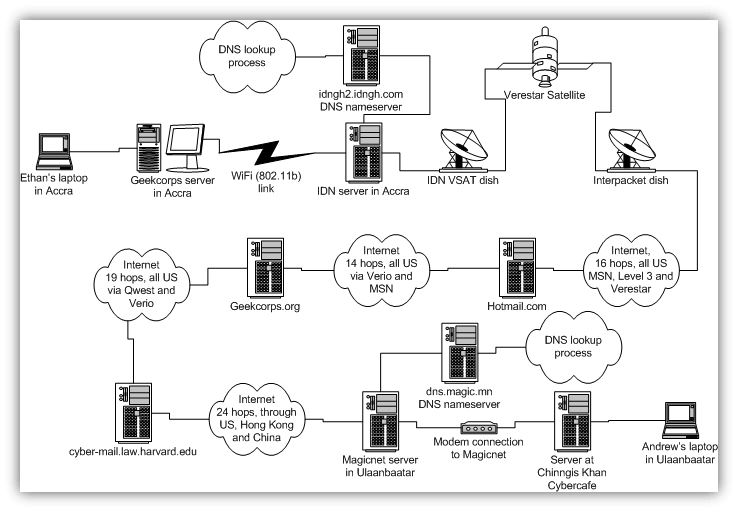 DNS lookup
process
idngh2.idngh.com
DNS nameserver
Verestar Satellite
Ethan's laptop
in Accra
Geekcorps server
in Accra
WiFi (802.11b)
link
IDN server in Accra
IDN VSAT dish
Interpacket dish
Internet
19 hops, all US
via Qwest and
Verio
Geekcorps.org
Internet
14 hops, all US
via Verio and
MSN
Hotmail.com
Internet,
16 hops, all US
MSN, Level 3 and
Verestar
dns.magic.mn
DNS nameserver
DNS lookup
process
cyber-mail.law.harvard.edu
Internet
24 hops, through
US, Hong Kong
and China
Magicnet server
in Ulaanbaatar
Modem connection
to Magicnet
Server at
Chinngis Khan
Cybercafe
Andrew's laptop
in Ulaanbaatar